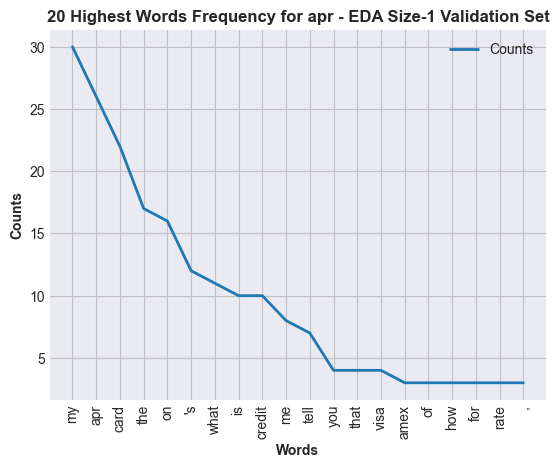 20 Highest Words Frequency for apr - EDA Size-1 Validation Set
Counts
30
25
20
15
10
5
Counts
my
apr
card
the
on
's
what
is
credit
me
tell
you
that
visa
amex
of
how
for
rate
,
Words